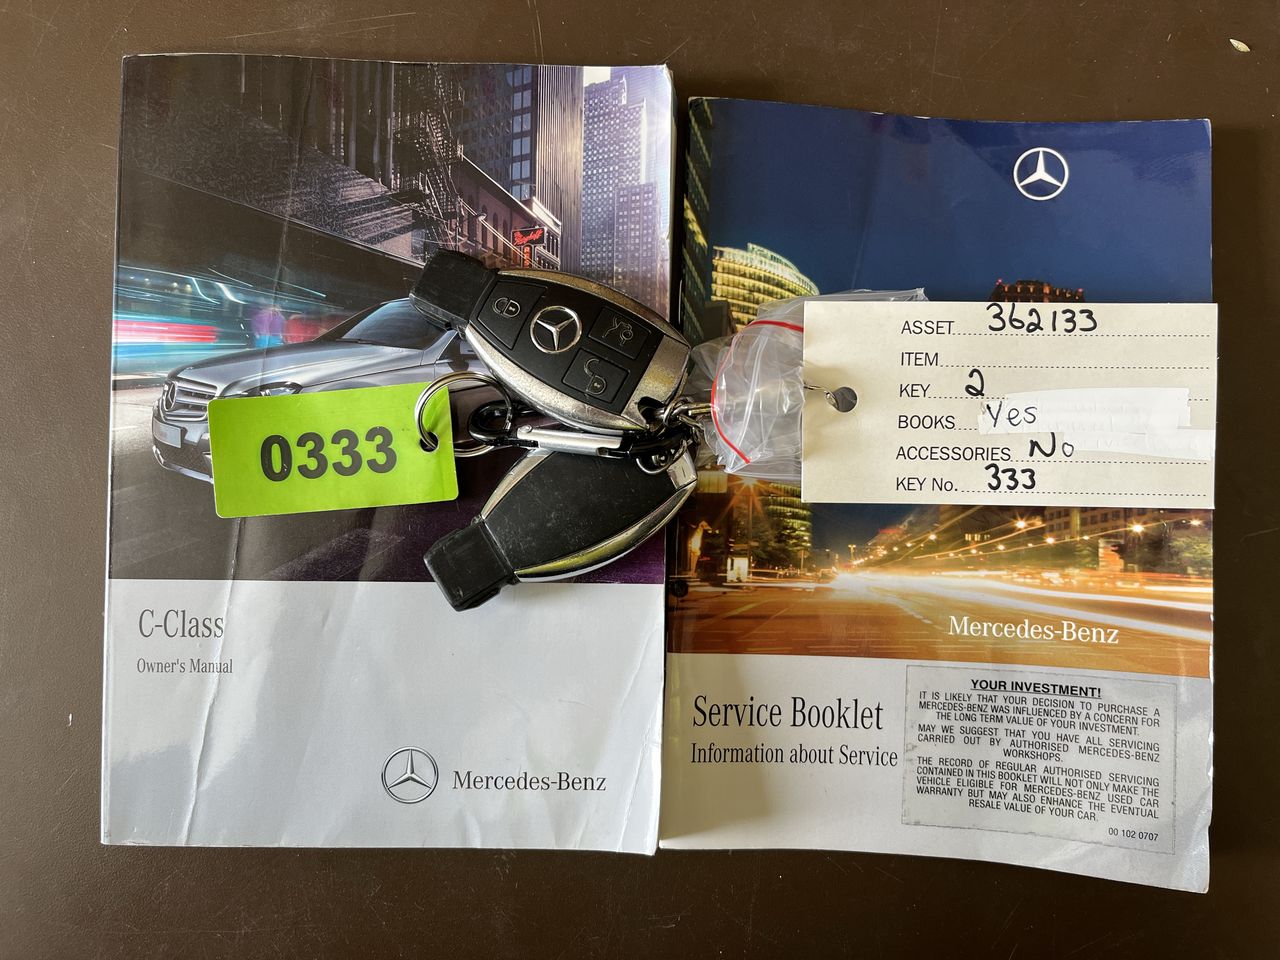 0333
C-Class
Owner's Manual
Mercedes-Benz
ASSET 362133
ITEM
KEY 2
BOOKS Yes
ACCESSORIES No
KEY No. 333
Mercedes-Benz
Service Booklet
Information about Service
YOUR INVESTMENT!
IT IS LIKELY THAT YOUR DECISION TO PURCHASE A
MERCEDES-BENZ WAS INFLUENCED BY A CONCERN FOR
THE LONG TERM VALUE OF YOUR INVESTMENT.
MAY WE SUGGEST THAT YOU HAVE ALL SERVICING
CARRIED OUT BY AUTHORISED MERCEDES-BENZ
WORKSHOPS.
THE RECORD OF REGULAR AUTHORISED SERVICING
CONTAINED IN THIS BOOKLET WILL NOT ONLY MAKE THE
VEHICLE ELIGIBLE FOR MERCEDES-BENZ USED CAR
WARRANTY BUT MAY ALSO ENHANCE THE EVENTUAL
RESALE VALUE OF YOUR CAR.
00 102 0707